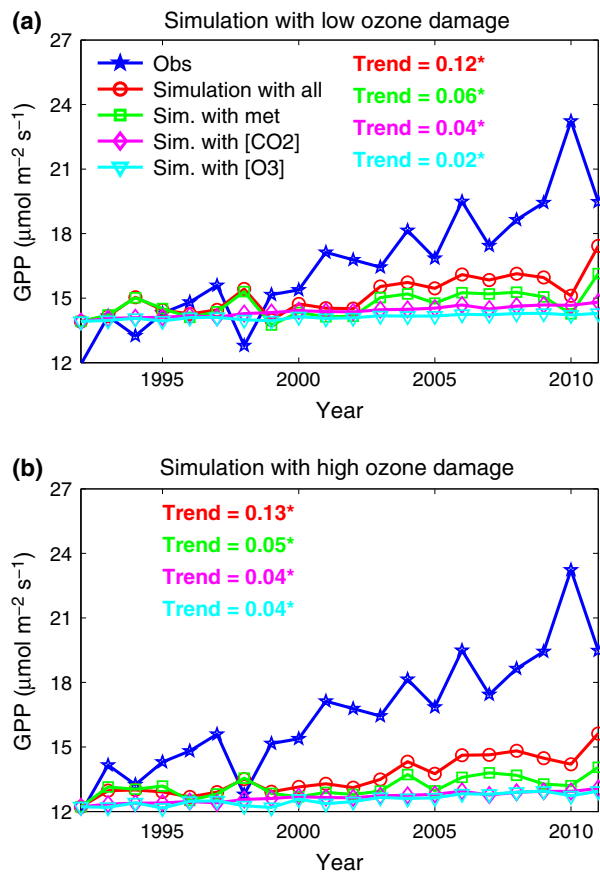 (a) Simulation with low ozone damage
27
24
21
18
15
12
GPP (μmol m⁻² s⁻¹)
Obs
Simulation with all
Sim. with met
Sim. with [CO2]
Sim. with [O3]
Trend = 0.12*
Trend = 0.06*
Trend = 0.04*
Trend = 0.02*
1995 2000 2005 2010
Year
(b) Simulation with high ozone damage
27
24
21
18
15
12
GPP (μmol m⁻² s⁻¹)
Trend = 0.13*
Trend = 0.05*
Trend = 0.04*
Trend = 0.04*
1995 2000 2005 2010
Year